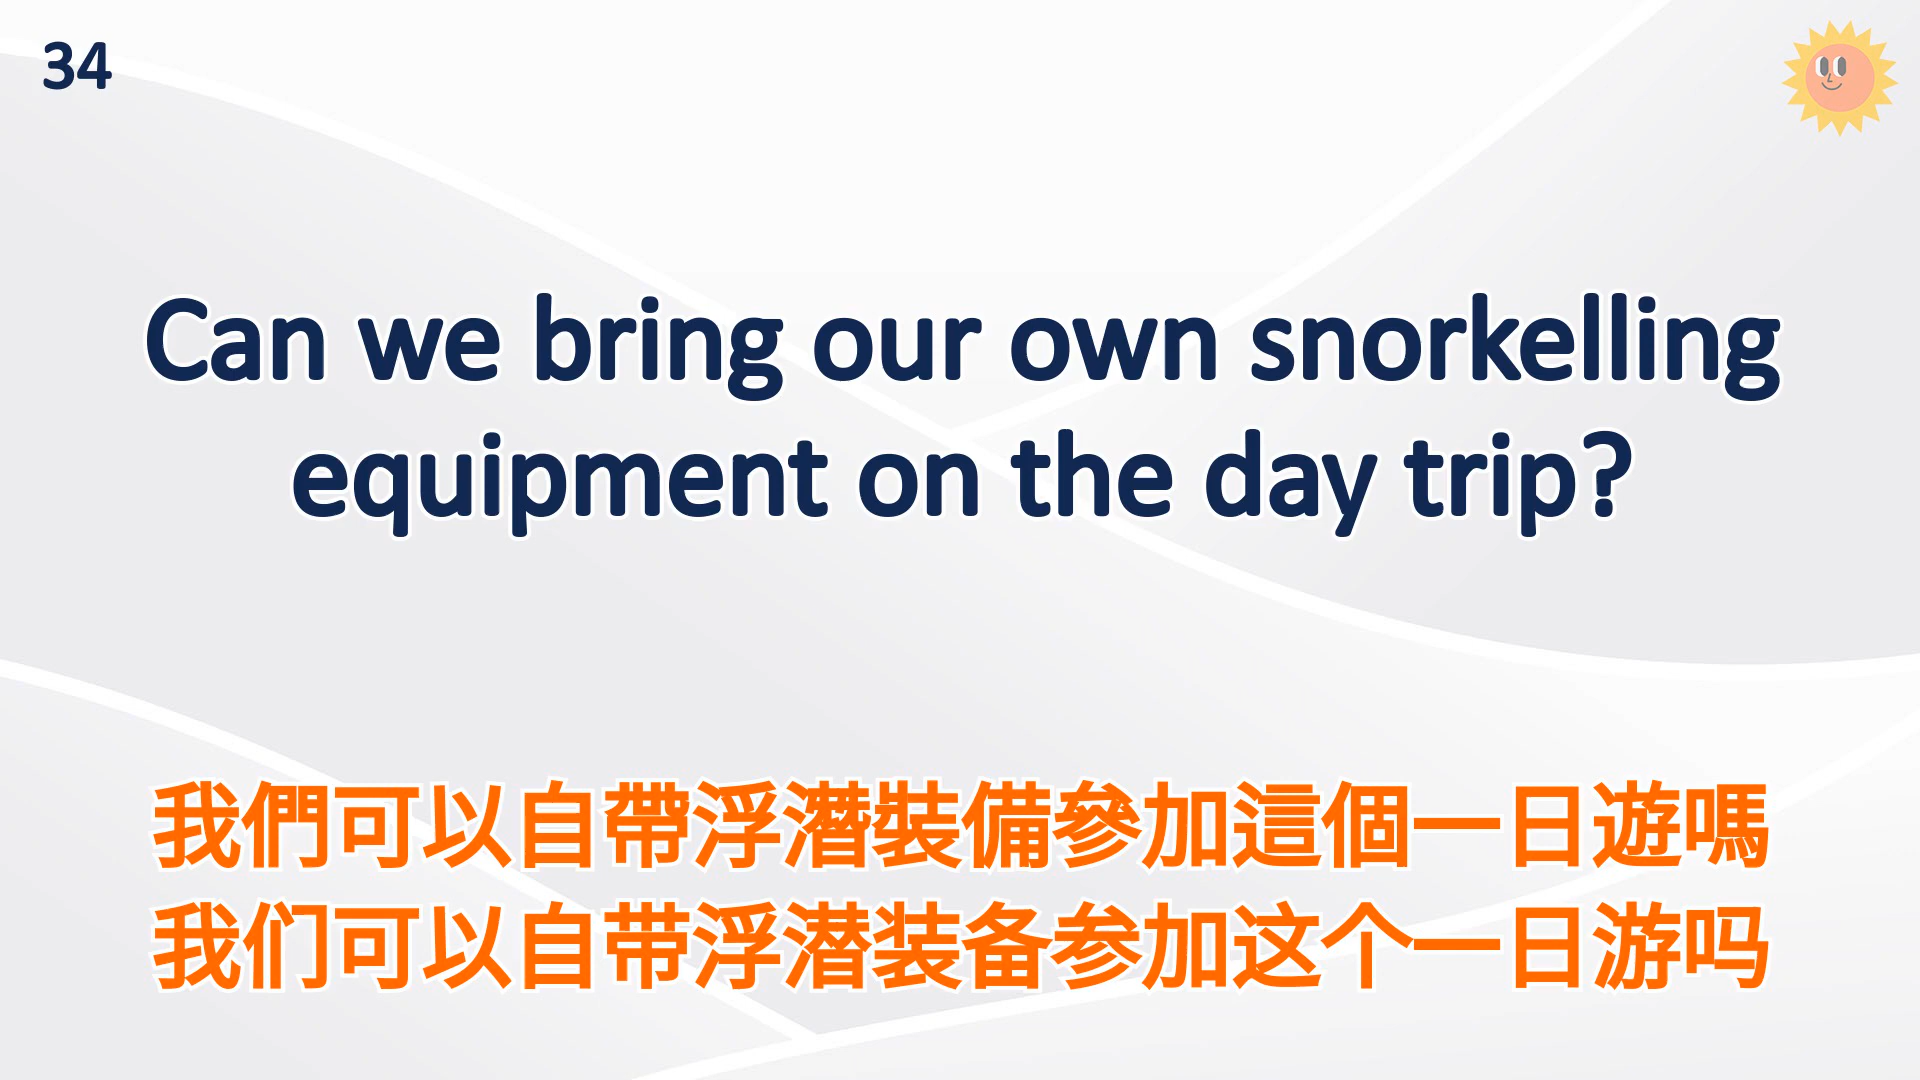 34
Can we bring our own snorkelling
equipment on the day trip?
我們可以自帶浮潛裝備參加這個一日遊嗎
我们可以自带浮潜装备参加这个一日游吗